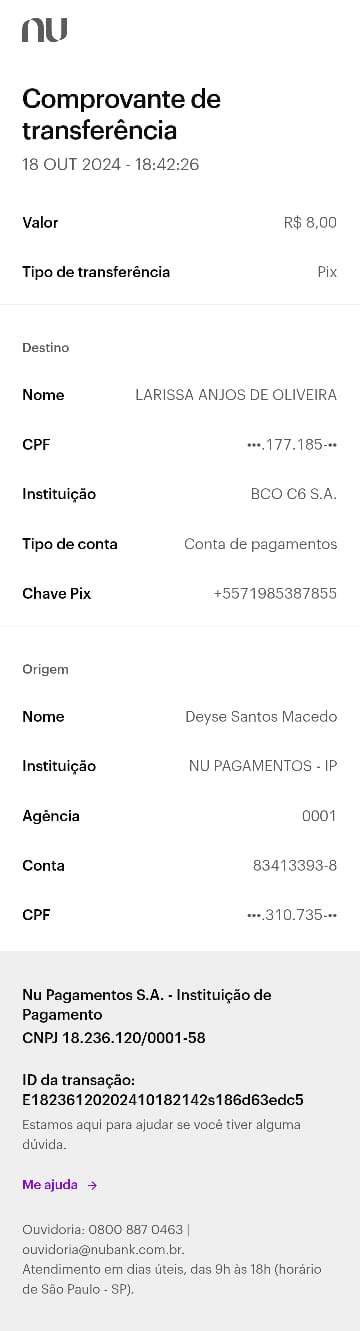 nu
Comprovante de
transferência
18 OUT 2024 - 18:42:26
Valor R$ 8,00
Tipo de transferência Pix
Destino
Nome LARISSA ANJOS DE OLIVEIRA
CPF •••.177.185-••
Instituição BCO C6 S.A.
Tipo de conta Conta de pagamentos
Chave Pix +5571985387855
Origem
Nome Deyse Santos Macedo
Instituição NU PAGAMENTOS - IP
Agência 0001
Conta 83413393-8
CPF •••.310.735-••
Nu Pagamentos S.A. - Instituição de
Pagamento
CNPJ 18.236.120/0001-58
ID da transação:
E18236120202410182142s186d63edc5
Estamos aqui para ajudar se você tiver alguma
dúvida.
Me ajuda →
Ouvidoria: 0800 887 0463 |
ouvidoria@nubank.com.br.
Atendimento em dias úteis, das 9h às 18h (horário
de São Paulo - SP).